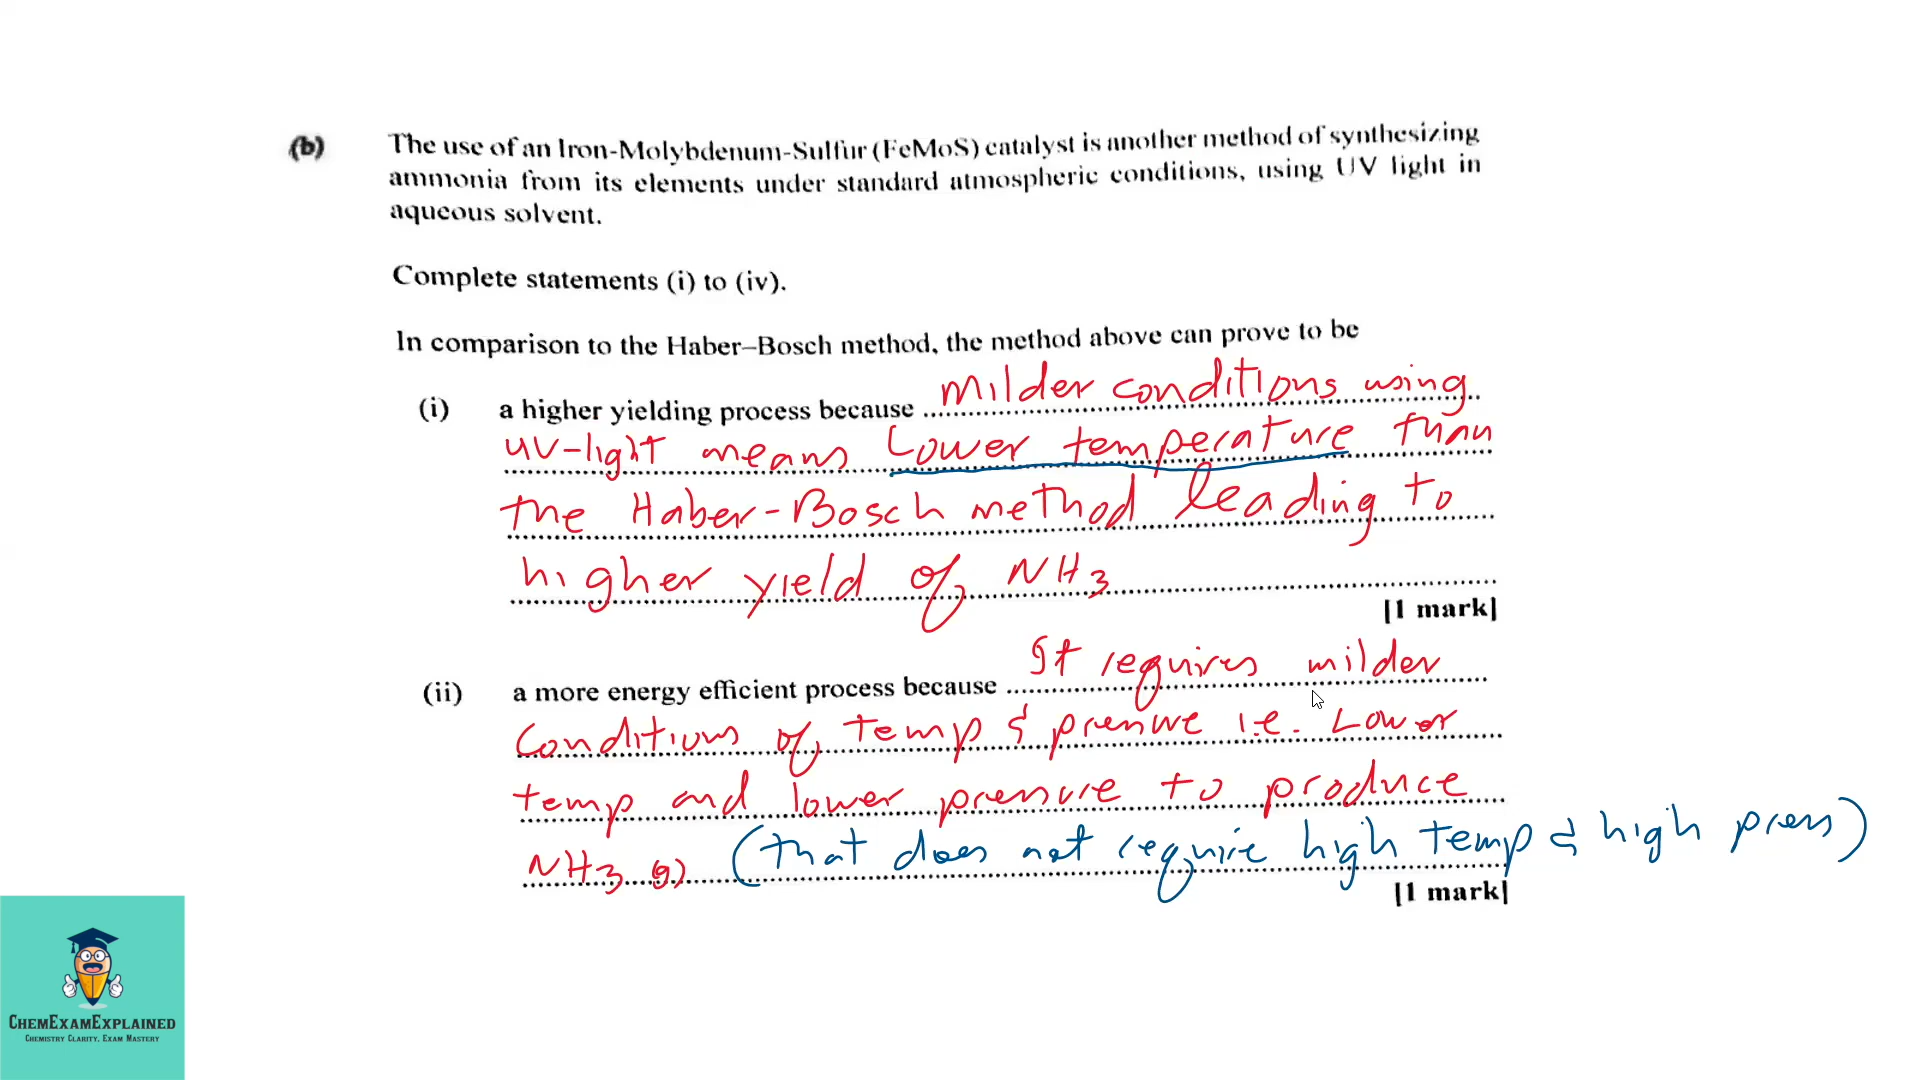 (b) The use of an Iron-Molybdenum-Sulfur (FeMoS) catalyst is another method of synthesizing
ammonia from its elements under standard atmospheric conditions, using UV light in
aqueous solvent.
Complete statements (i) to (iv).
In comparison to the Haber–Bosch method, the method above can prove to be
(i) a higher yielding process because milder conditions using
UV-light means Lower temperature than
the Haber-Bosch method leading to
higher yield of NH3
[1 mark]
(ii) a more energy efficient process because It requires milder
conditions of temp & pressure i.e. Lower
temp and lower pressure to produce
NH3 (g) (that does not require high temp & high press)
[1 mark]
CHEMEXAMEXPLAINED
CHEMISTRY CLARITY, EXAM MASTERY